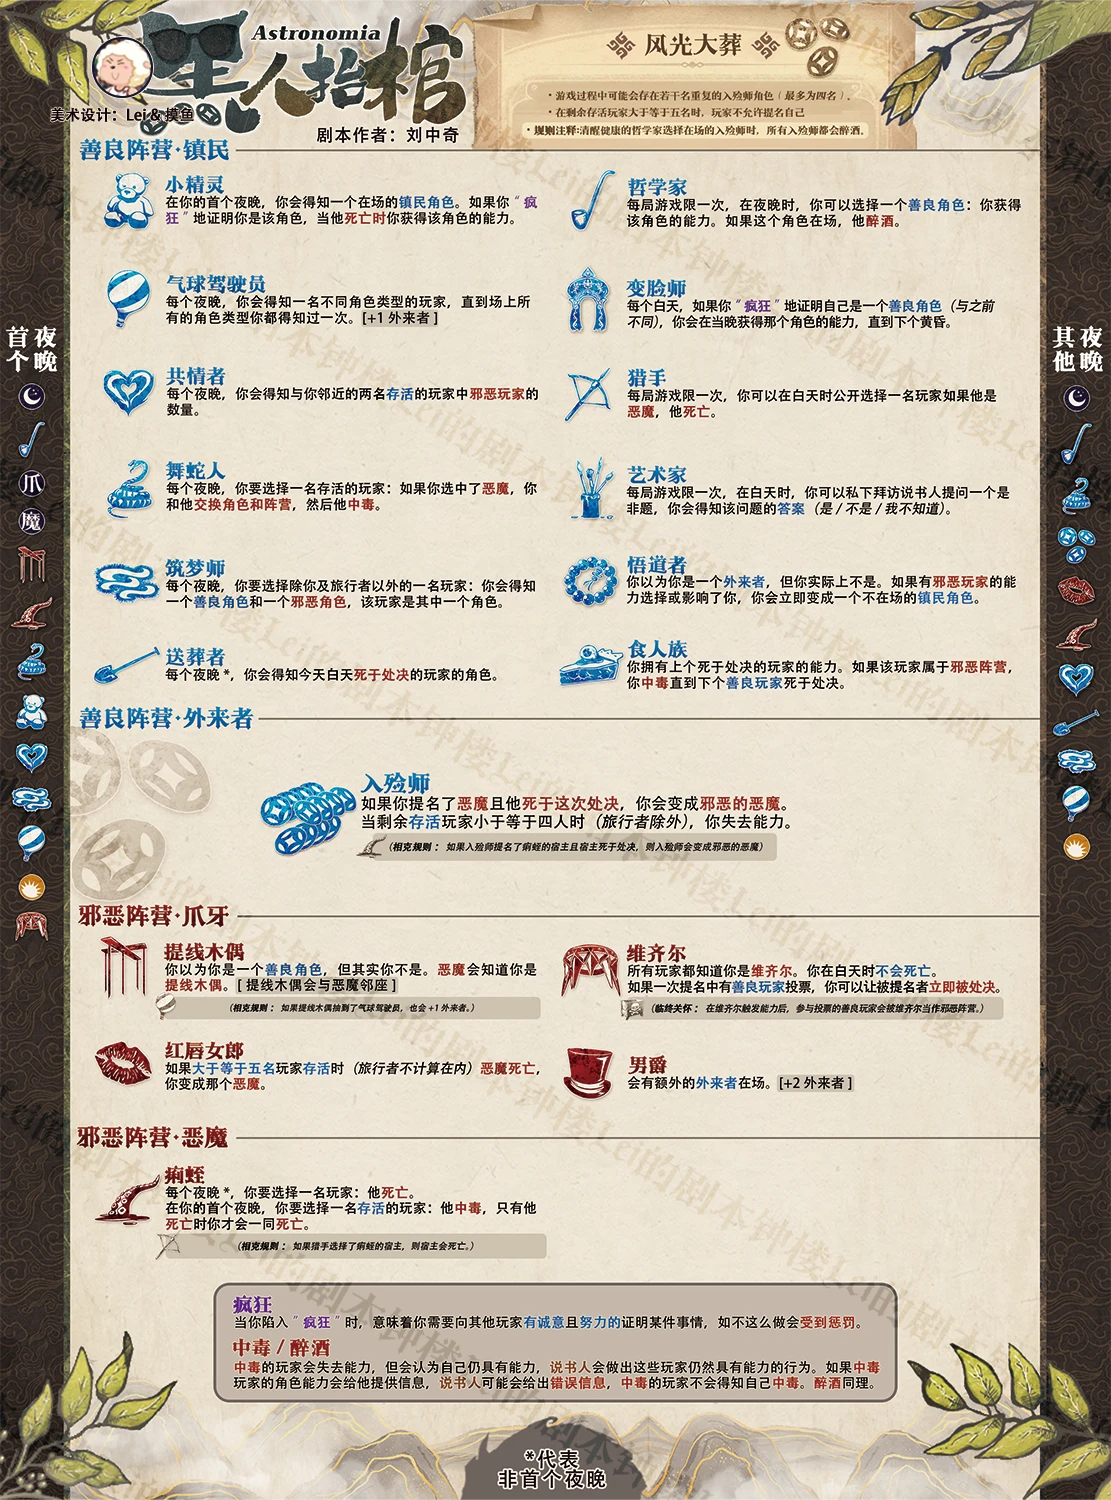 Astronomia
黑人抬棺
美术设计：Lei & 摸鱼
剧本作者：刘中奇
风光大葬
·游戏过程中可能会存在若干名重复的入殓师角色（最多为四名）。
·在剩余存活玩家大于等于五名时，玩家不允许提名自己
·规则注释:清醒健康的哲学家选择在场的入殓师时，所有入殓师都会醉酒。
善良阵营·镇民
小精灵
在你的首个夜晚，你会得知一个在场的镇民角色。如果你“疯
狂”地证明你是该角色，当他死亡时你获得该角色的能力。
哲学家
每局游戏限一次，在夜晚时，你可以选择一个善良角色：你获得
该角色的能力。如果这个角色在场，他醉酒。
气球驾驶员
每个夜晚，你会得知一名不同角色类型的玩家，直到场上所
有的角色类型你都得知过一次。[+1 外来者]
变脸师
每个白天，如果你“疯狂”地证明自己是一个善良角色（与之前
不同），你会在当晚获得那个角色的能力，直到下个黄昏。
共情者
每个夜晚，你会得知与你邻近的两名存活的玩家中邪恶玩家的
数量。
猎手
每局游戏限一次，你可以在白天时公开选择一名玩家如果他是
恶魔，他死亡。
舞蛇人
每个夜晚，你要选择一名存活的玩家：如果你选中了恶魔，你
和他交换角色和阵营，然后他中毒。
艺术家
每局游戏限一次，在白天时，你可以私下拜访说书人提问一个是
非题，你会得知该问题的答案（是 / 不是 / 我不知道）。
筑梦师
每个夜晚，你要选择除你及旅行者以外的一名玩家：你会得知
一个善良角色和一个邪恶角色，该玩家是其中一个角色。
悟道者
你以为你是一个外来者，但你实际上不是。如果有邪恶玩家的能
力选择或影响了你，你会立即变成一个不在场的镇民角色。
送葬者
每个夜晚 *，你会得知今天白天死于处决的玩家的角色。
食人族
你拥有上个死于处决的玩家的能力。如果该玩家属于邪恶阵营，
你中毒直到下个善良玩家死于处决。
善良阵营·外来者
入殓师
如果你提名了恶魔且他死于这次处决，你会变成邪恶的恶魔。
当剩余存活玩家小于等于四人时（旅行者除外），你失去能力。
（相克规则： 如果入殓师提名了痢蛭的宿主且宿主死于处决，则入殓师会变成邪恶的恶魔）
邪恶阵营·爪牙
提线木偶
你以为你是一个善良角色，但其实你不是。恶魔会知道你是
提线木偶。[ 提线木偶会与恶魔邻座 ]
（相克规则： 如果提线木偶抽到了气球驾驶员，也会 +1 外来者。）
维齐尔
所有玩家都知道你是维齐尔。你在白天时不会死亡。
如果一次提名中有善良玩家投票，你可以让被提名者立即被处决。
（临终关怀： 在维齐尔触发能力后，参与投票的善良玩家会被维齐尔当作邪恶阵营。）
红唇女郎
如果大于等于五名玩家存活时（旅行者不计算在内）恶魔死亡，
你变成那个恶魔。
男爵
会有额外的外来者在场。[+2 外来者 ]
邪恶阵营·恶魔
痢蛭
每个夜晚 *，你要选择一名玩家：他死亡。
在你的首个夜晚，你要选择一名存活的玩家：他中毒，只有他
死亡时你才会一同死亡。
（相克规则： 如果猎手选择了痢蛭的宿主，则宿主会死亡。）
疯狂
当你陷入“疯狂”时，意味着你需要向其他玩家有诚意且努力的证明某件事情，如不这么做会受到惩罚。
中毒 / 醉酒
中毒的玩家会失去能力，但会认为自己仍具有能力，说书人会做出这些玩家仍然具有能力的行为。如果中毒
玩家的角色能力会给他提供信息，说书人可能会给出错误信息，中毒的玩家不会得知自己中毒。醉酒同理。
*代表
非首个夜晚
首个夜晚
爪
魔
其他夜晚